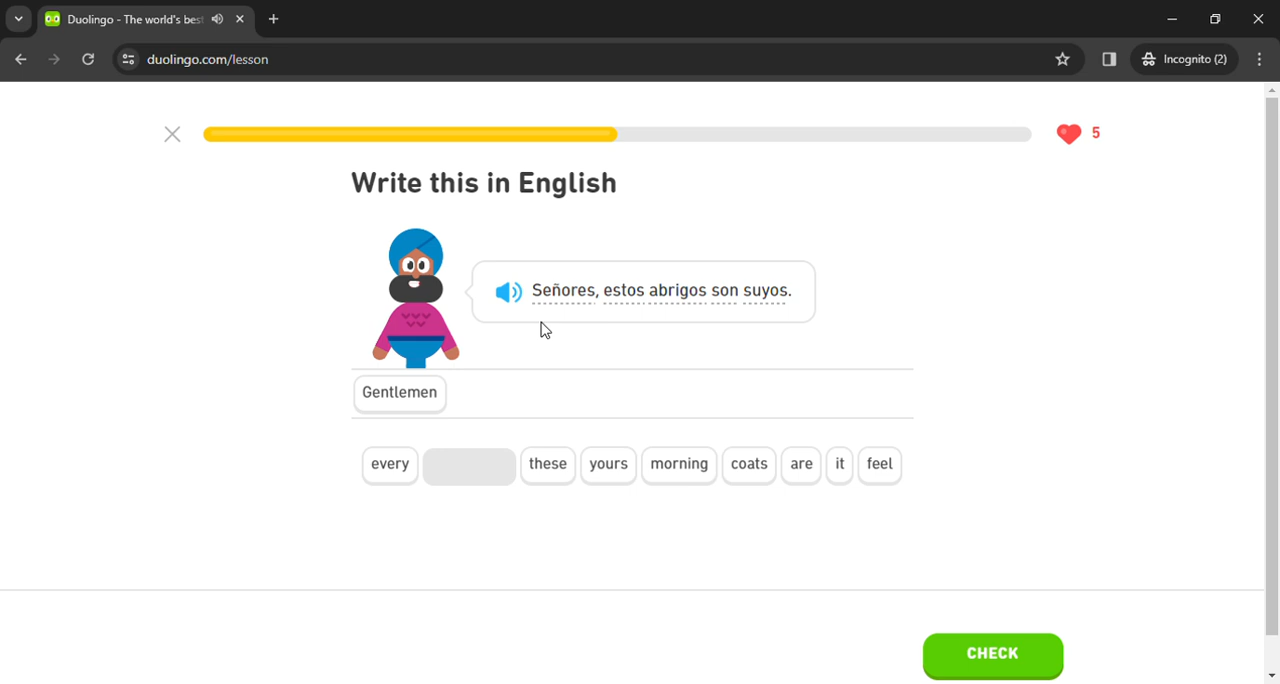 Duolingo - The world's best
duolingo.com/lesson
Incognito (2)
5
Write this in English
Señores, estos abrigos son suyos.
Gentlemen
every these yours morning coats are it feel
CHECK